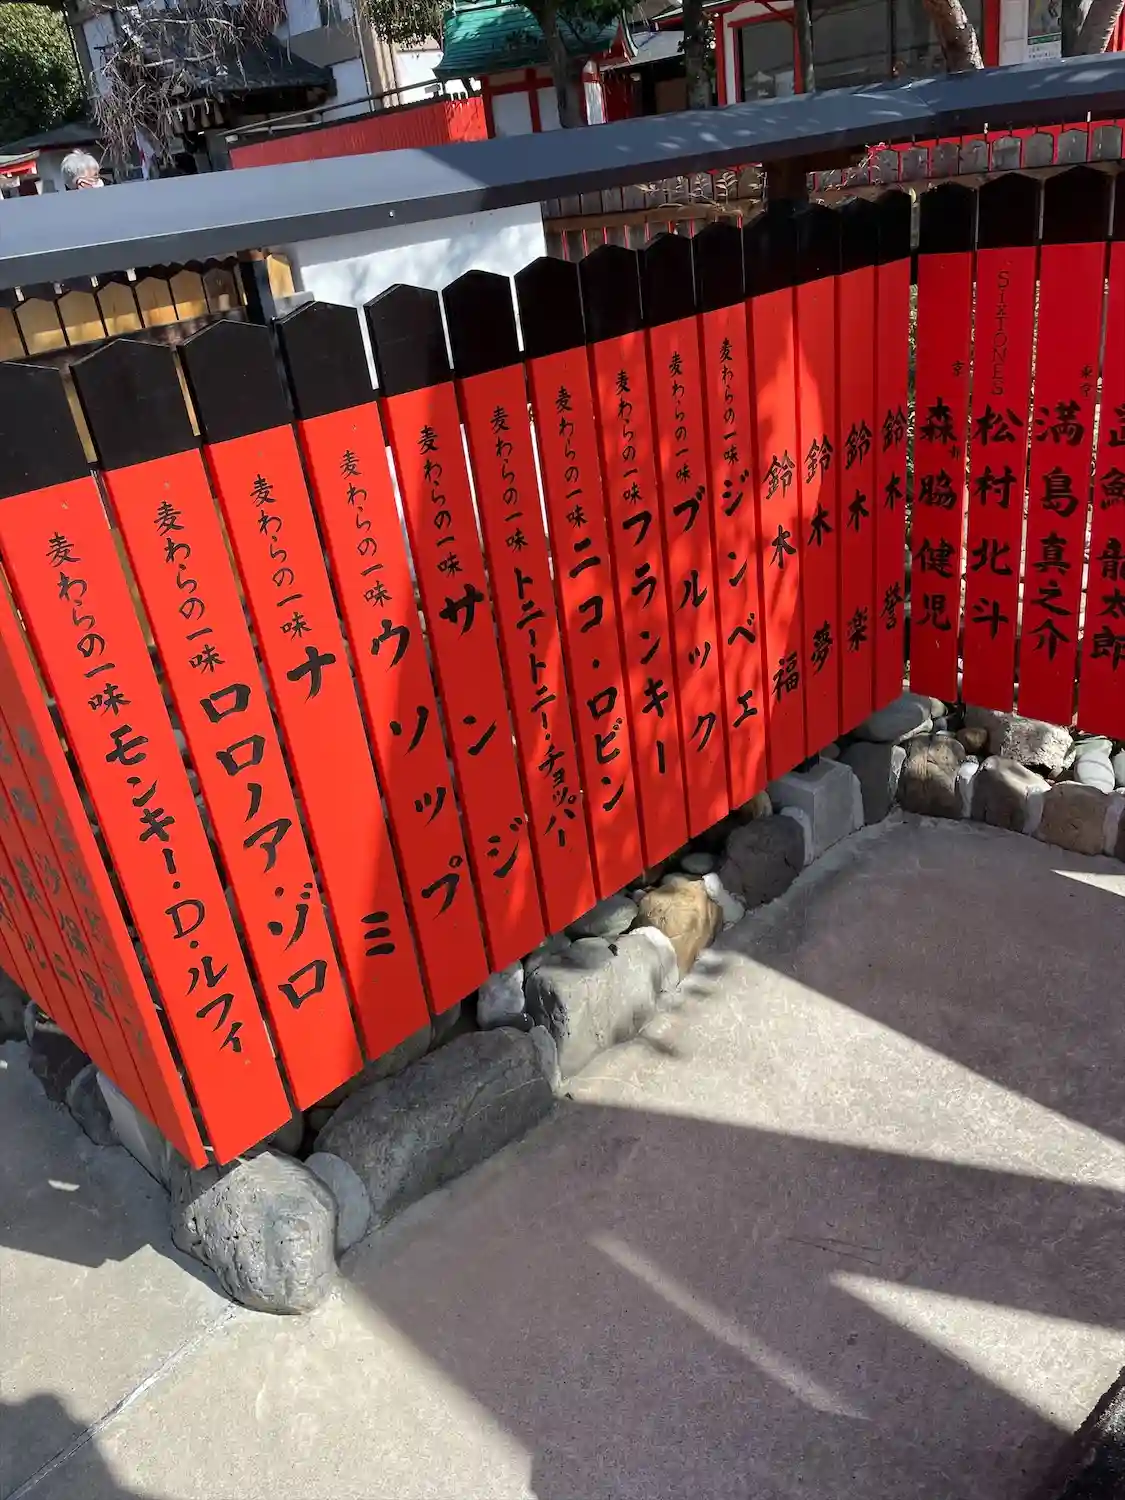 麦わらの一味 モンキー・D・ルフィ
麦わらの一味 ロロノア・ゾロ
麦わらの一味 ナミ
麦わらの一味 ウソップ
麦わらの一味 サンジ
麦わらの一味 トニートニー・チョッパー
麦わらの一味 ニコ・ロビン
麦わらの一味 フランキー
麦わらの一味 ブルック
麦わらの一味 ジンベエ
鈴木 福
鈴木 夢
鈴木 楽
鈴木 誉
京 森脇健児
SixTONES 京 松村北斗
東京 満島真之介
龍太郎